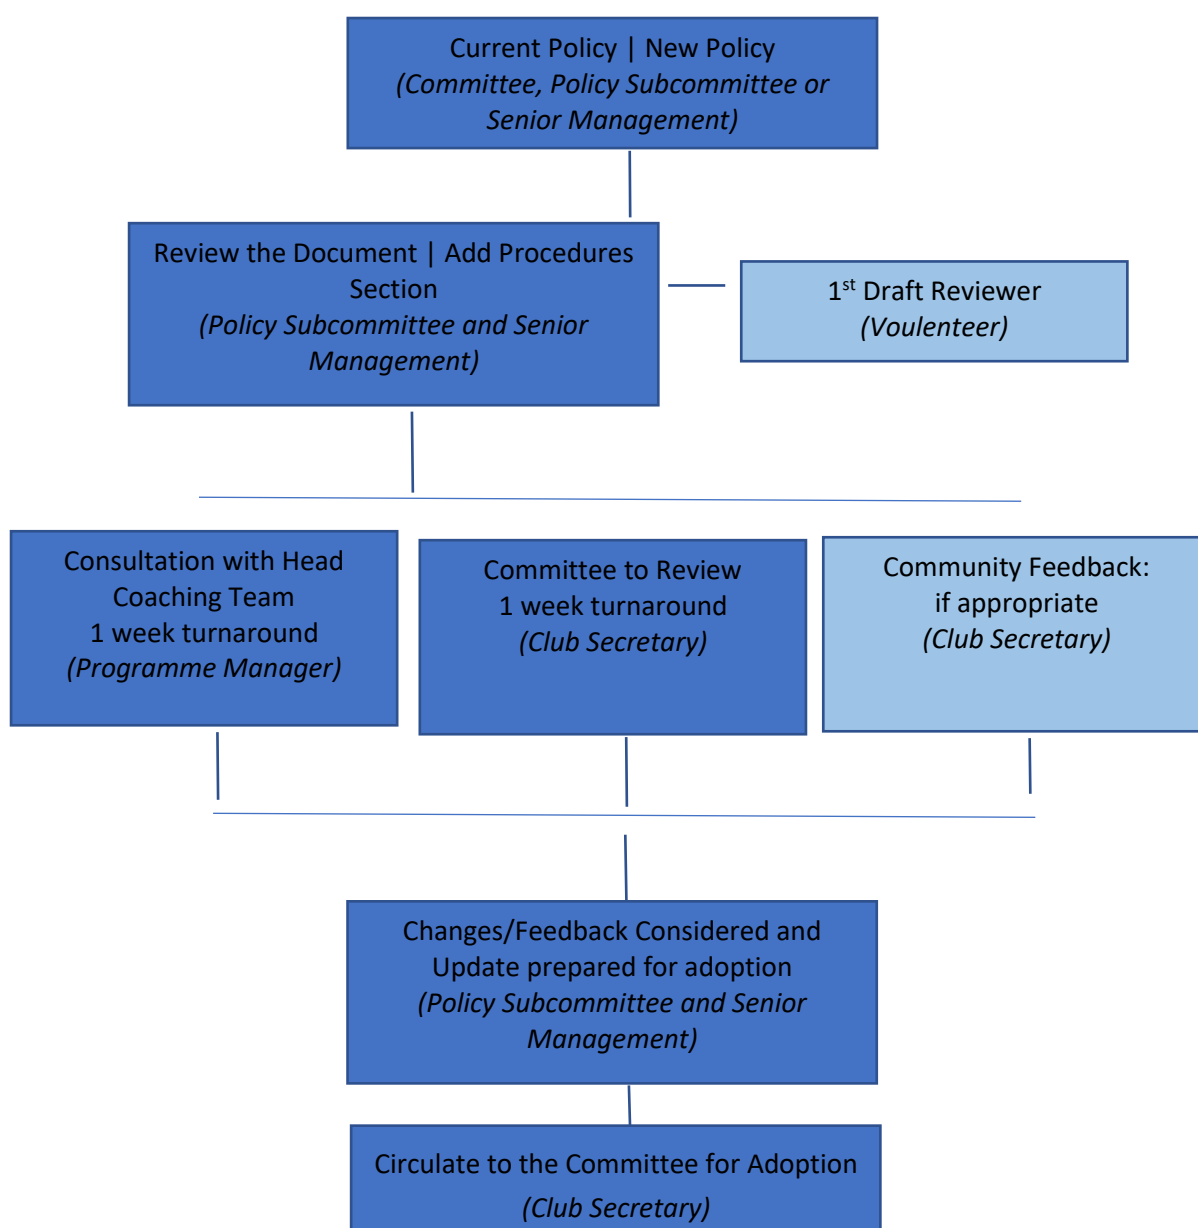 Current Policy | New Policy
(Committee, Policy Subcommittee or
Senior Management)
Review the Document | Add Procedures
Section
(Policy Subcommittee and Senior
Management)
1st Draft Reviewer
(Voulenteer)
Consultation with Head
Coaching Team
1 week turnaround
(Programme Manager)
Committee to Review
1 week turnaround
(Club Secretary)
Community Feedback:
if appropriate
(Club Secretary)
Changes/Feedback Considered and
Update prepared for adoption
(Policy Subcommittee and Senior
Management)
Circulate to the Committee for Adoption
(Club Secretary)